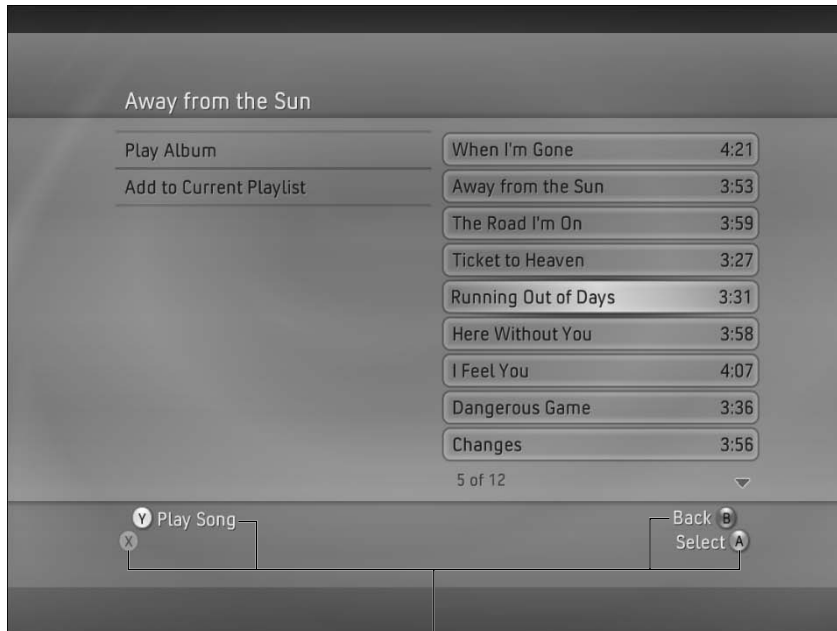 Away from the Sun
Play Album
Add to Current Playlist
When I'm Gone 4:21
Away from the Sun 3:53
The Road I'm On 3:59
Ticket to Heaven 3:27
Running Out of Days 3:31
Here Without You 3:58
I Feel You 4:07
Dangerous Game 3:36
Changes 3:56
5 of 12
Y Play Song
X
Back B
Select A